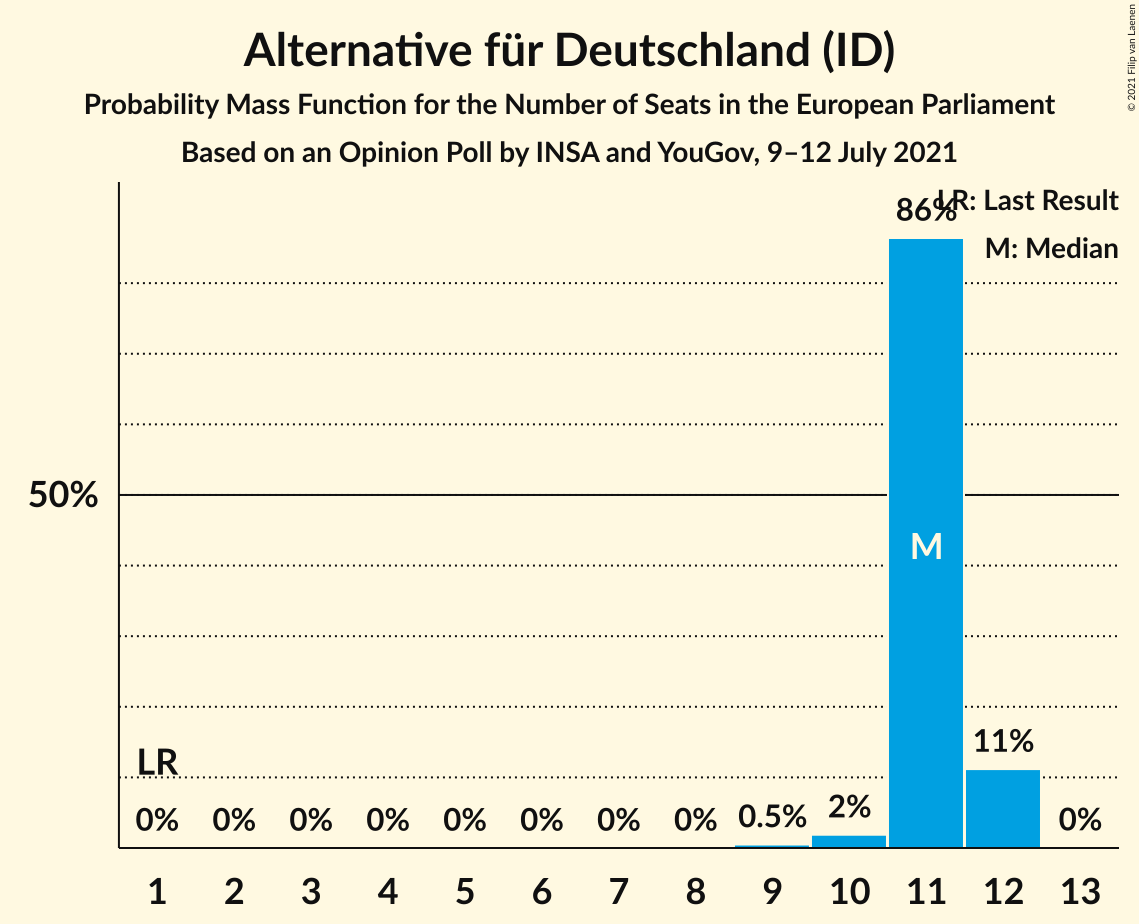 Alternative für Deutschland (ID)
Probability Mass Function for the Number of Seats in the European Parliament
Based on an Opinion Poll by INSA and YouGov, 9–12 July 2021
© 2021 Filip van Laenen
LR: Last Result
M: Median
86%
50%
M
LR
11%
0% 0% 0% 0% 0% 0% 0% 0% 0.5% 2% 0%
1 2 3 4 5 6 7 8 9 10 11 12 13